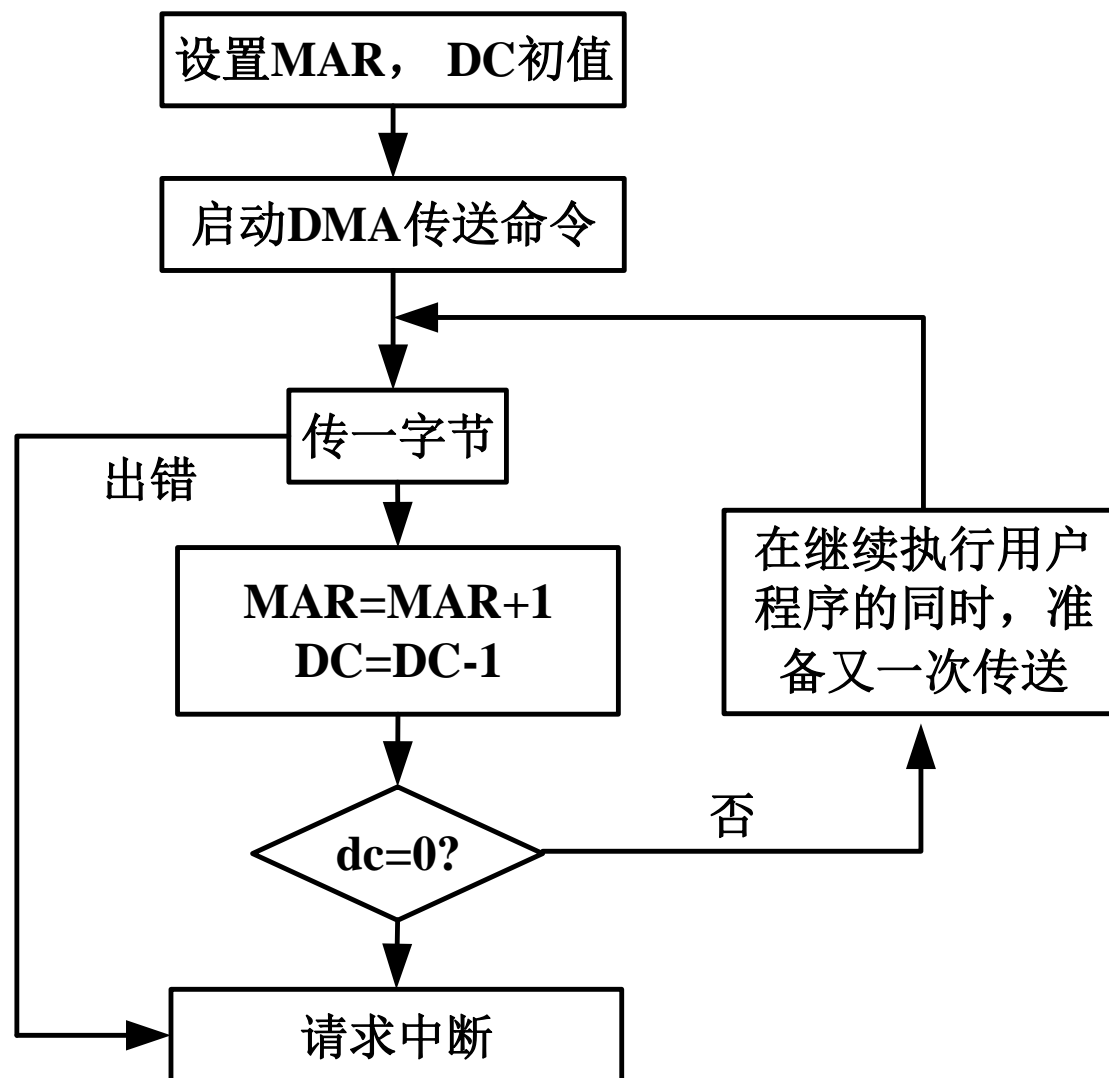 设置MAR， DC初值
启动DMA传送命令
传一字节
出错
在继续执行用户
程序的同时，准
备又一次传送
MAR=MAR+1
DC=DC-1
否
dc=0?
请求中断